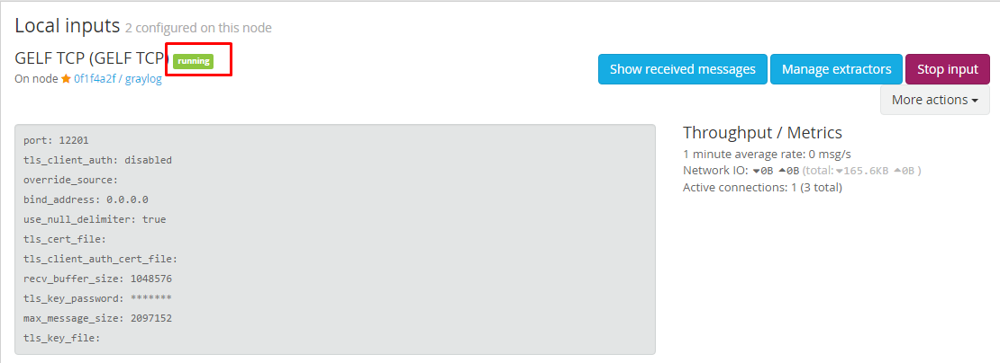 Local inputs 2 configured on this node
GELF TCP (GELF TCP) running
On node 0f1f4a2f / graylog
Show received messages
Manage extractors
Stop input
More actions
port: 12201
tls_client_auth: disabled
override_source:
bind_address: 0.0.0.0
use_null_delimiter: true
tls_cert_file:
tls_client_auth_cert_file:
recv_buffer_size: 1048576
tls_key_password: *******
max_message_size: 2097152
tls_key_file:
Throughput / Metrics
1 minute average rate: 0 msg/s
Network IO: 0B 0B (total: 165.6KB 0B )
Active connections: 1 (3 total)